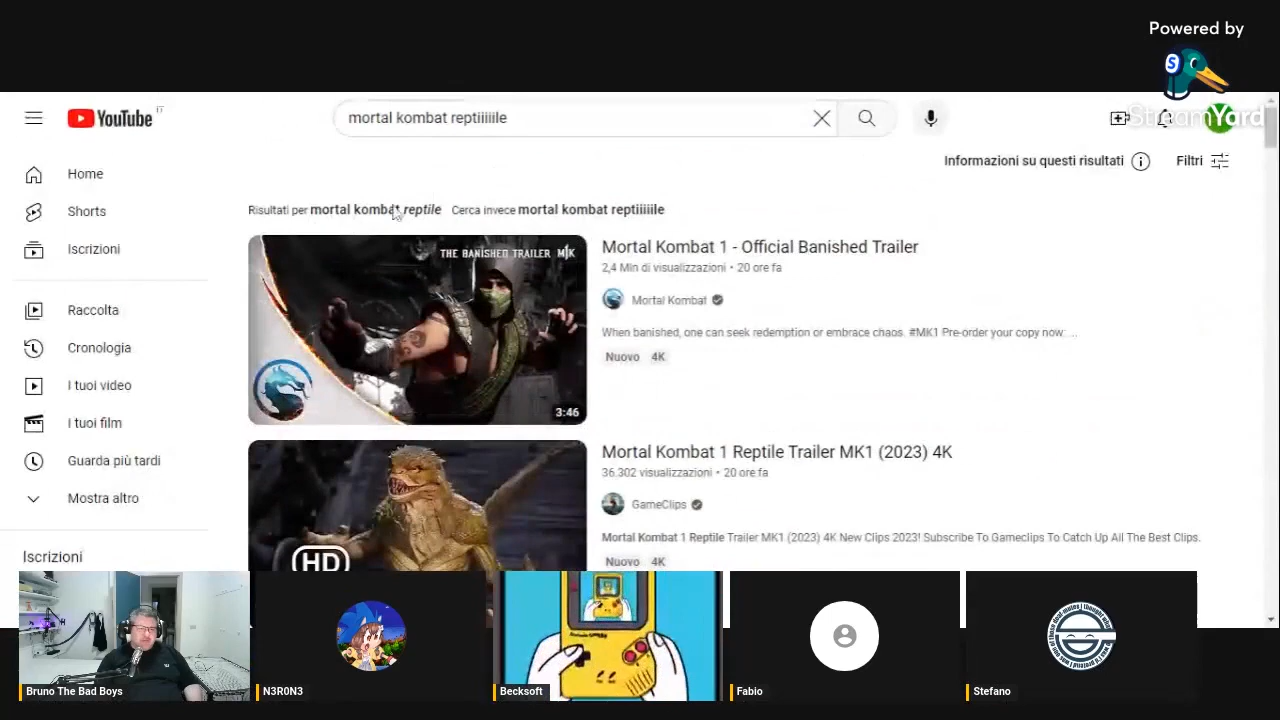 Powered by
StreamYard
YouTube IT
mortal kombat reptiiiiile
Informazioni su questi risultati
Filtri
Home
Shorts
Iscrizioni
Raccolta
Cronologia
I tuoi video
I tuoi film
Guarda più tardi
Mostra altro
Iscrizioni
Risultati per mortal kombat reptile Cerca invece mortal kombat reptiiiiile
THE BANISHED TRAILER
3:46
Mortal Kombat 1 - Official Banished Trailer
2,4 Mln di visualizzazioni • 20 ore fa
Mortal Kombat
When banished, one can seek redemption or embrace chaos. #MK1 Pre-order your copy now: ...
Nuovo 4K
HD
Mortal Kombat 1 Reptile Trailer MK1 (2023) 4K
36.302 visualizzazioni • 20 ore fa
GameClips
Mortal Kombat 1 Reptile Trailer MK1 (2023) 4K New Clips 2023! Subscribe To Gameclips To Catch Up All The Best Clips.
Nuovo 4K
Bruno The Bad Boys
N3R0N3
Becksoft
Fabio
Stefano